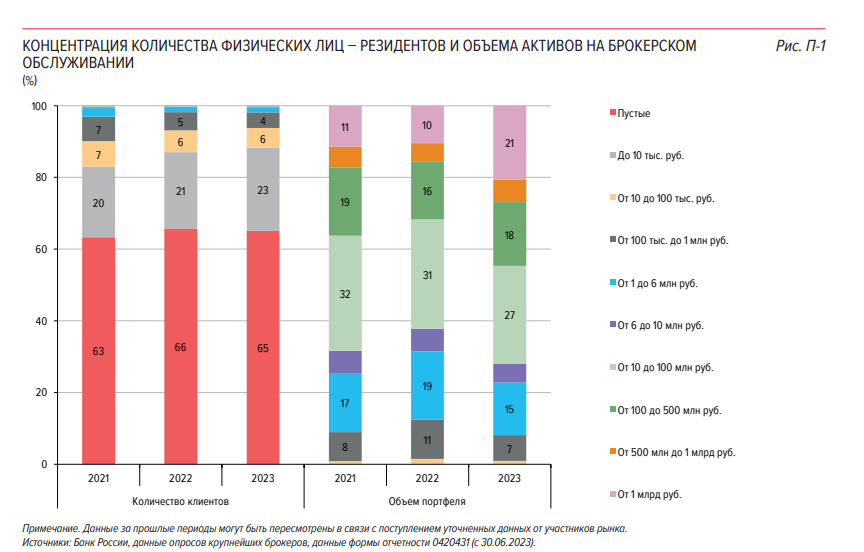 КОНЦЕНТРАЦИЯ КОЛИЧЕСТВА ФИЗИЧЕСКИХ ЛИЦ – РЕЗИДЕНТОВ И ОБЪЕМА АКТИВОВ НА БРОКЕРСКОМ
ОБСЛУЖИВАНИИ
Рис. П-1
(%)
100
80
60
40
20
0
7
7
20
63
5
6
21
66
4
6
23
65
11
19
32
17
8
10
16
31
19
11
21
18
27
15
7
2021
2022
2023
2021
2022
2023
Количество клиентов
Объем портфеля
Пустые
До 10 тыс. руб.
От 10 до 100 тыс. руб.
От 100 тыс. до 1 млн руб.
От 1 до 6 млн руб.
От 6 до 10 млн руб.
От 10 до 100 млн руб.
От 100 до 500 млн руб.
От 500 млн до 1 млрд руб.
От 1 млрд руб.
Примечание. Данные за прошлые периоды могут быть пересмотрены в связи с поступлением уточненных данных от участников рынка.
Источники: Банк России, данные опросов крупнейших брокеров, данные формы отчетности 0420431 (с 30.06.2023).